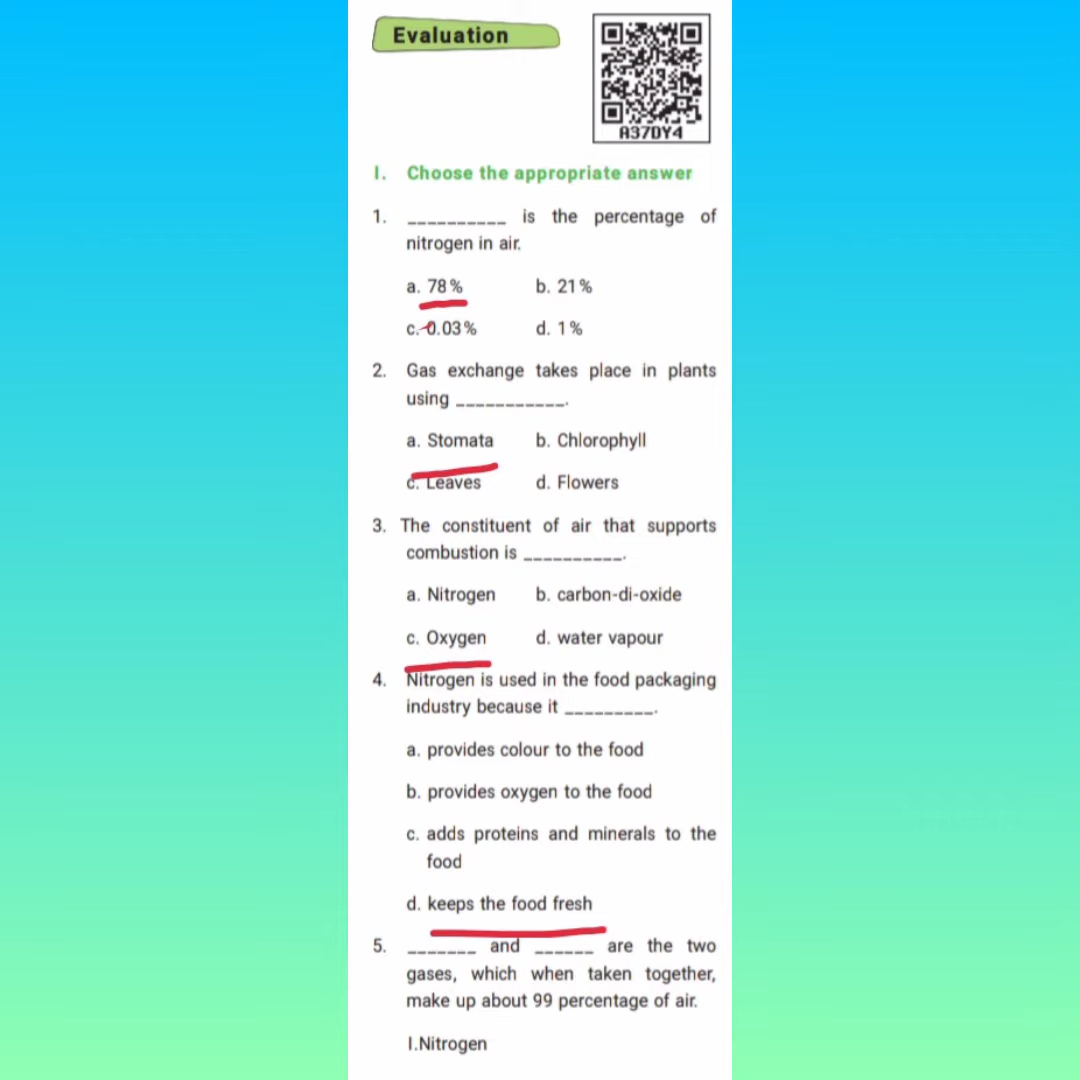 Evaluation
A37DY4
I. Choose the appropriate answer
1. __________ is the percentage of
nitrogen in air.
a. 78 % b. 21 %
c. 0.03 % d. 1 %
2. Gas exchange takes place in plants
using ___________.
a. Stomata b. Chlorophyll
c. Leaves d. Flowers
3. The constituent of air that supports
combustion is __________.
a. Nitrogen b. carbon-di-oxide
c. Oxygen d. water vapour
4. Nitrogen is used in the food packaging
industry because it _________.
a. provides colour to the food
b. provides oxygen to the food
c. adds proteins and minerals to the
food
d. keeps the food fresh
5. _______ and ______ are the two
gases, which when taken together,
make up about 99 percentage of air.
I.Nitrogen